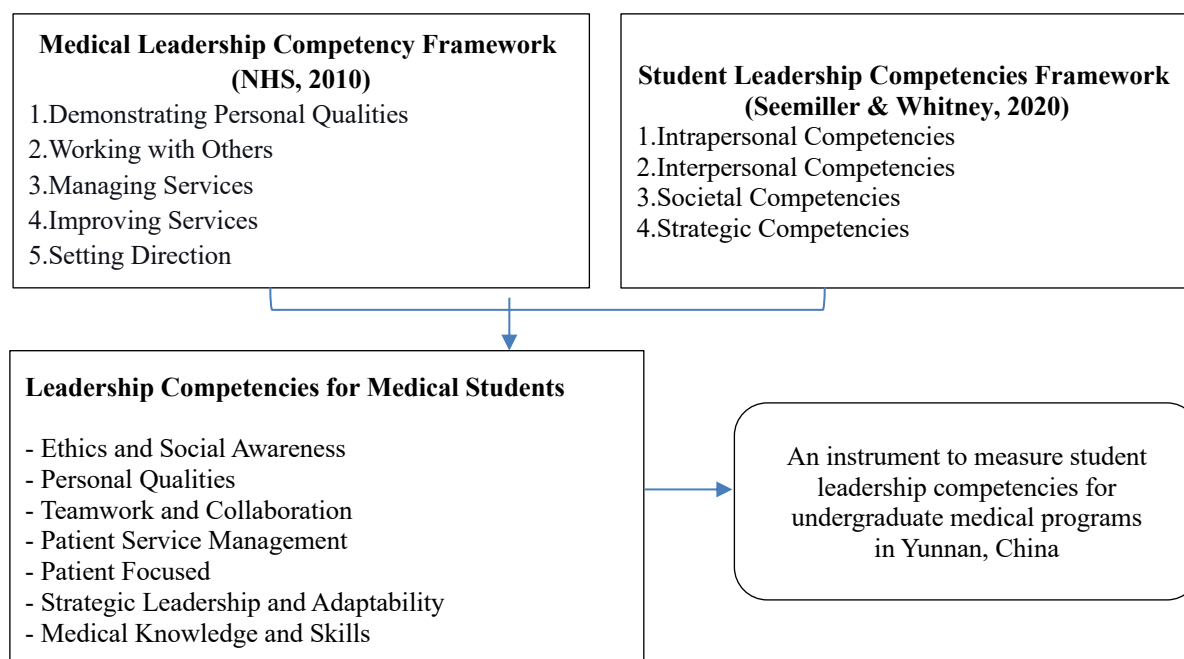 Medical Leadership Competency Framework
(NHS, 2010)
1.Demonstrating Personal Qualities
2.Working with Others
3.Managing Services
4.Improving Services
5.Setting Direction
Student Leadership Competencies Framework
(Seemiller & Whitney, 2020)
1.Intrapersonal Competencies
2.Interpersonal Competencies
3.Societal Competencies
4.Strategic Competencies
Leadership Competencies for Medical Students
- Ethics and Social Awareness
- Personal Qualities
- Teamwork and Collaboration
- Patient Service Management
- Patient Focused
- Strategic Leadership and Adaptability
- Medical Knowledge and Skills
An instrument to measure student
leadership competencies for
undergraduate medical programs
in Yunnan, China